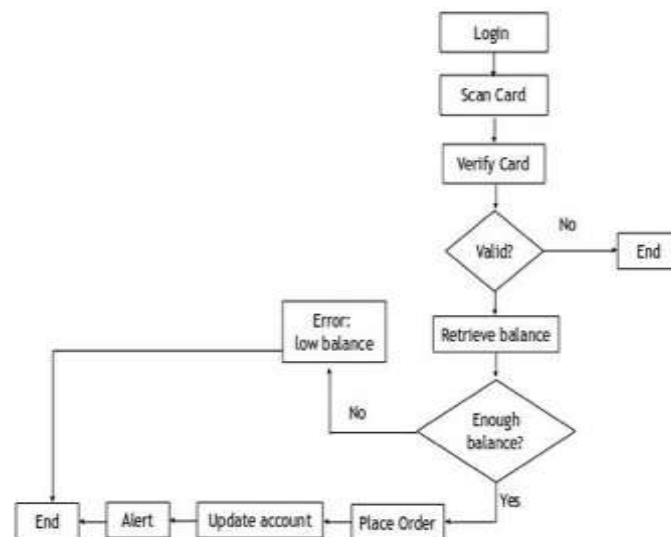 Login
Scan Card
Verify Card
Valid?
No
End
Retrieve balance
Error:
low balance
No
Enough
balance?
Yes
End
Alert
Update account
Place Order